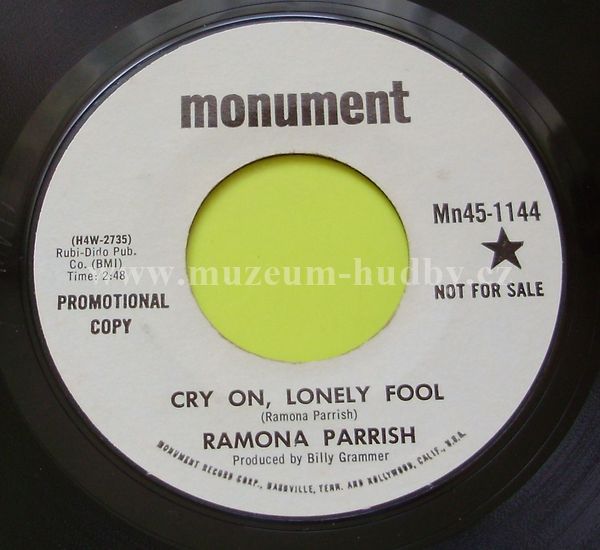 monument
Mn45-1144
NOT FOR SALE
(H4W-2735)
Rubi-Dido Pub.
Co. (BMI)
Time: 2:48
PROMOTIONAL
COPY
www.muzeum-hudby.cz
CRY ON, LONELY FOOL
(Ramona Parrish)
RAMONA PARRISH
Produced by Billy Grammer
MONUMENT RECORD CORP., NASHVILLE, TENN. AND HOLLYWOOD, CALIF., U.S.A.